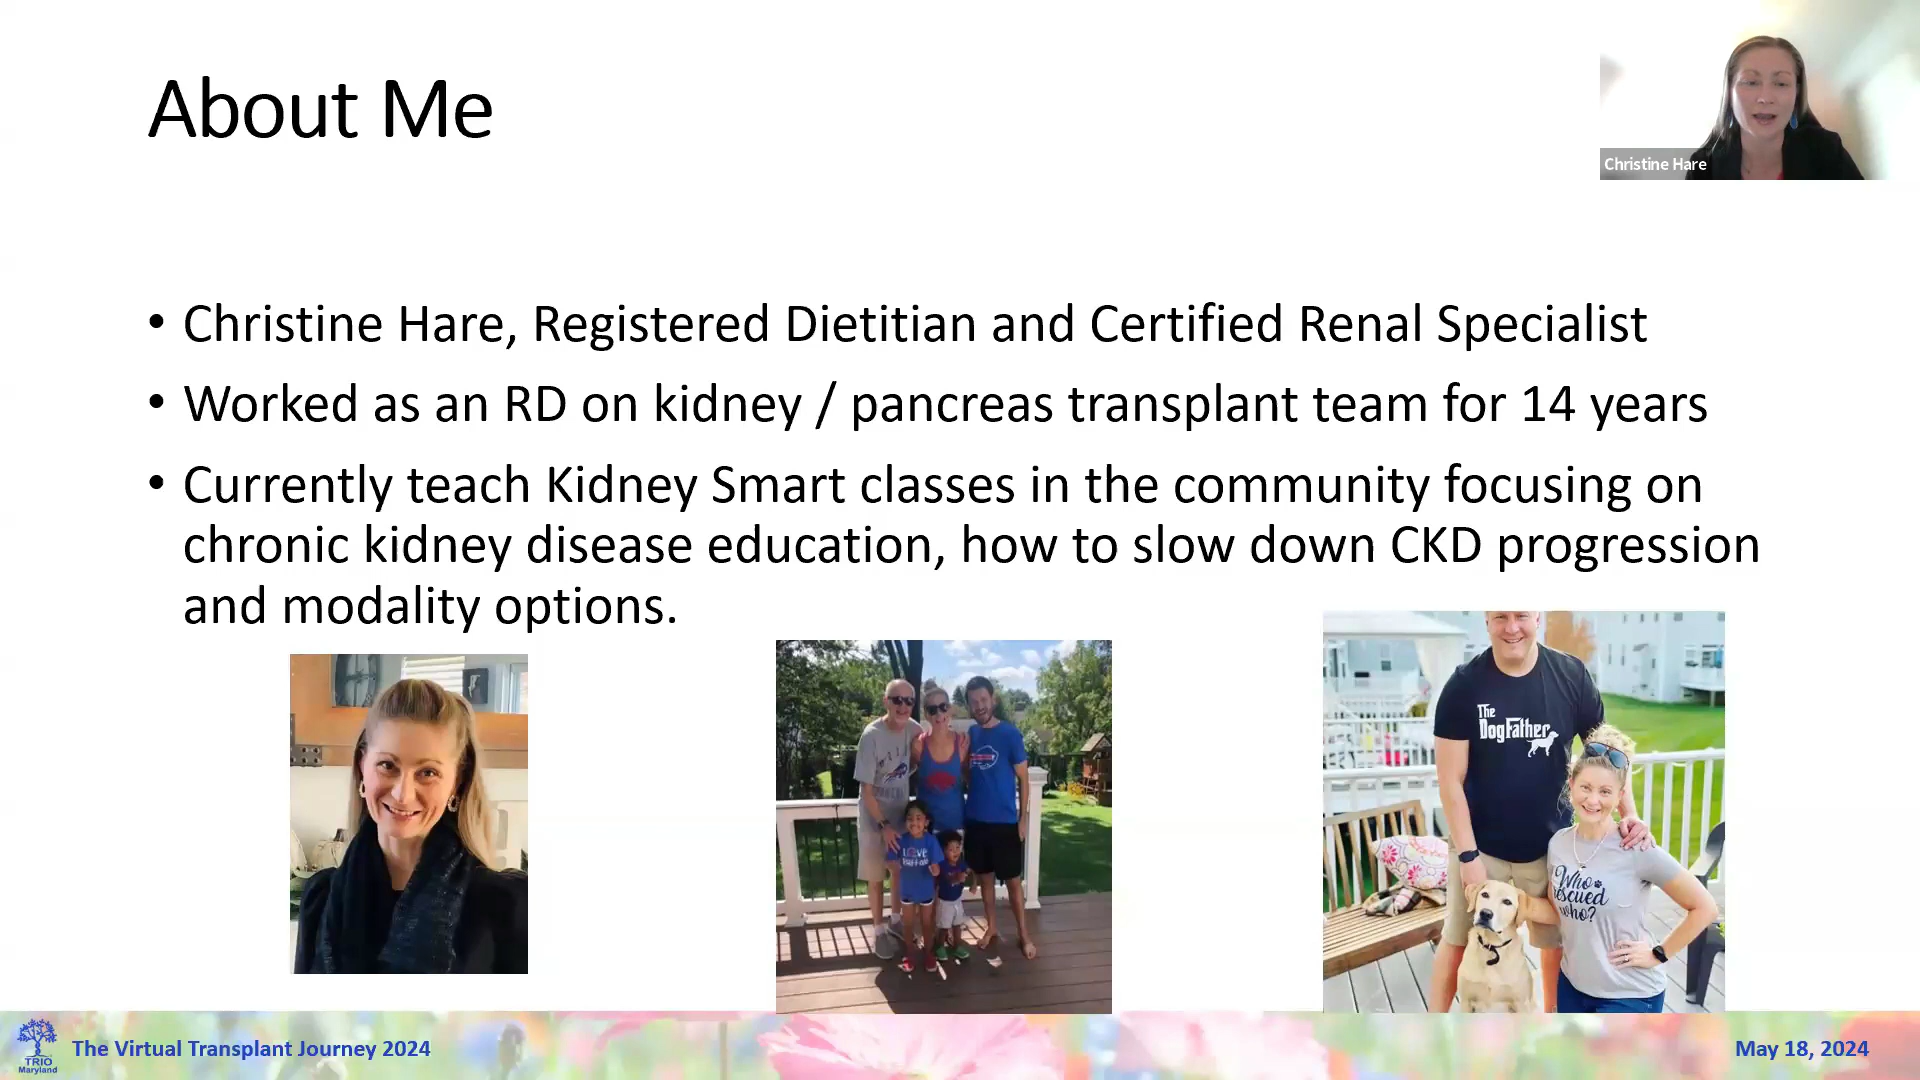 About Me
Christine Hare
• Christine Hare, Registered Dietitian and Certified Renal Specialist
• Worked as an RD on kidney / pancreas transplant team for 14 years
• Currently teach Kidney Smart classes in the community focusing on
chronic kidney disease education, how to slow down CKD progression
and modality options.
The
DogFather
Who
rescued
who?
TRIO
Maryland
The Virtual Transplant Journey 2024
May 18, 2024